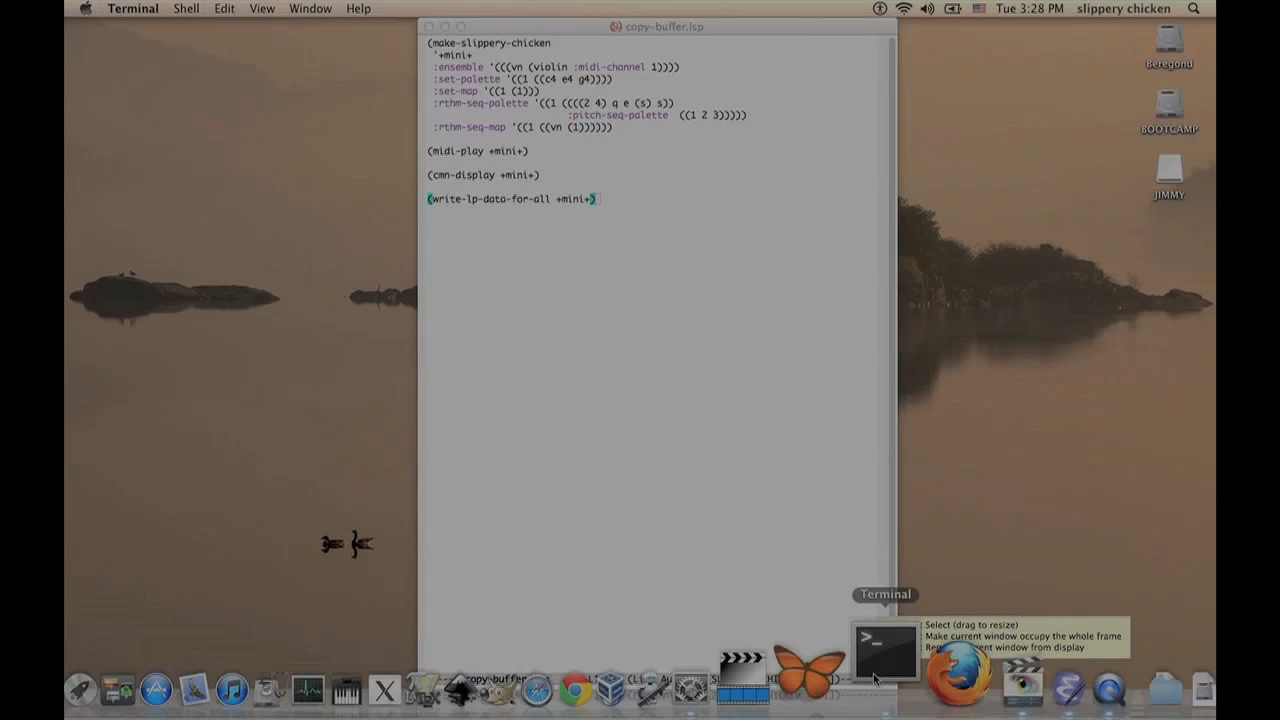 Terminal Shell Edit View Window Help Tue 3:28 PM slippery chicken
copy-buffer.lsp
(make-slippery-chicken
'+mini+
:ensemble '(((vn (violin :midi-channel 1))))
:set-palette '((1 ((c4 e4 g4))))
:set-map '((1 (1)))
:rthm-seq-palette '((1 ((((2 4) q e (s) s))
:pitch-seq-palette ((1 2 3)))))
:rthm-seq-map '((1 ((vn (1))))))
(midi-play +mini+)
(cmn-display +mini+)
(write-lp-data-for-all +mini+)
Beregond
BOOTCAMP
JIMMY
Terminal
Select (drag to resize)
Make current window occupy the whole frame
window from display
>_
X